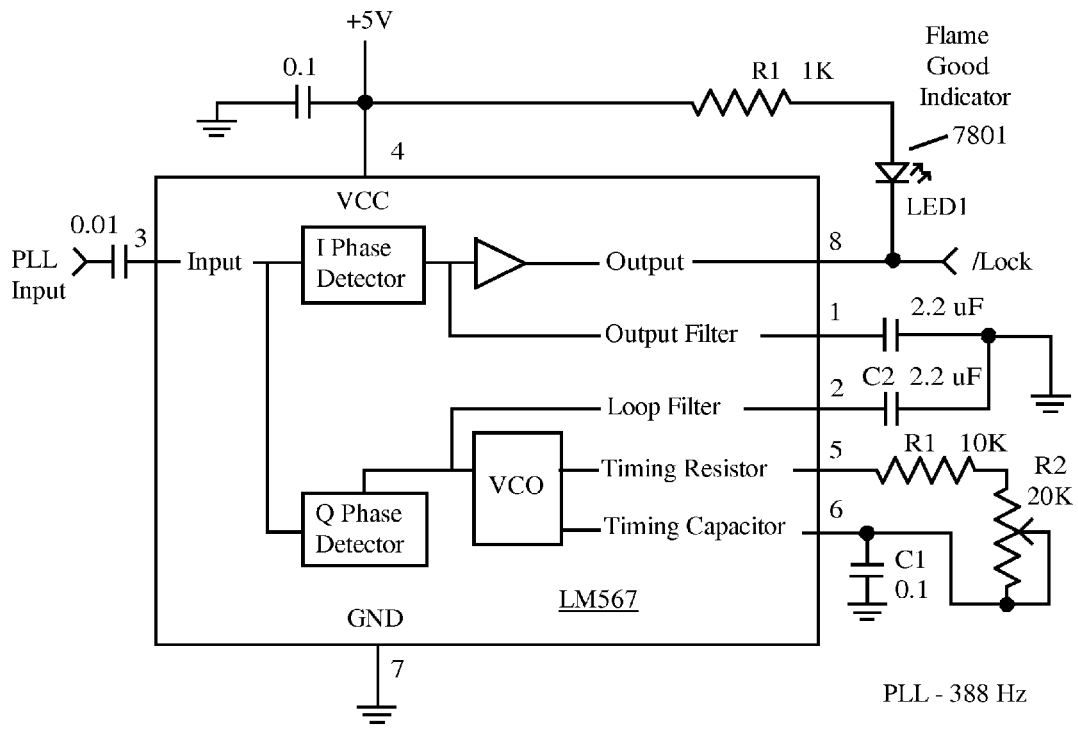 +5V
0.1
R1 1K
Flame
Good
Indicator
7801
4
VCC
LED1
0.01
3
PLL
Input
Input
I Phase
Detector
Output
8
/Lock
Output Filter
1
2.2 uF
Loop Filter
2
C2 2.2 uF
VCO
Timing Resistor
5
R1 10K
R2
20K
Q Phase
Detector
Timing Capacitor
6
C1
0.1
LM567
GND
7
PLL - 388 Hz